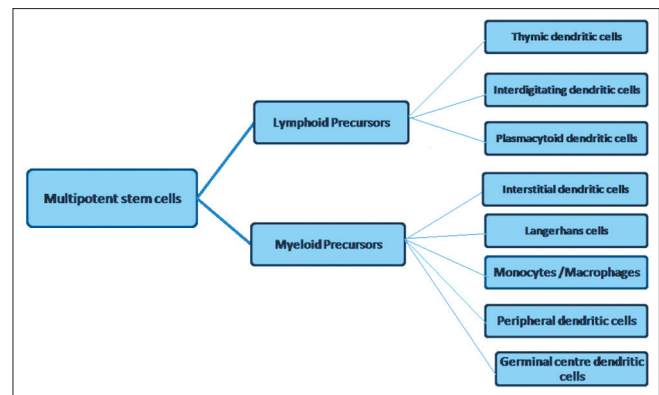 Thymic dendritic cells
Interdigitating dendritic cells
Lymphoid Precursors
Plasmacytoid dendritic cells
Multipotent stem cells
Interstitial dendritic cells
Langerhans cells
Myeloid Precursors
Monocytes /Macrophages
Peripheral dendritic cells
Germinal centre dendritic
cells